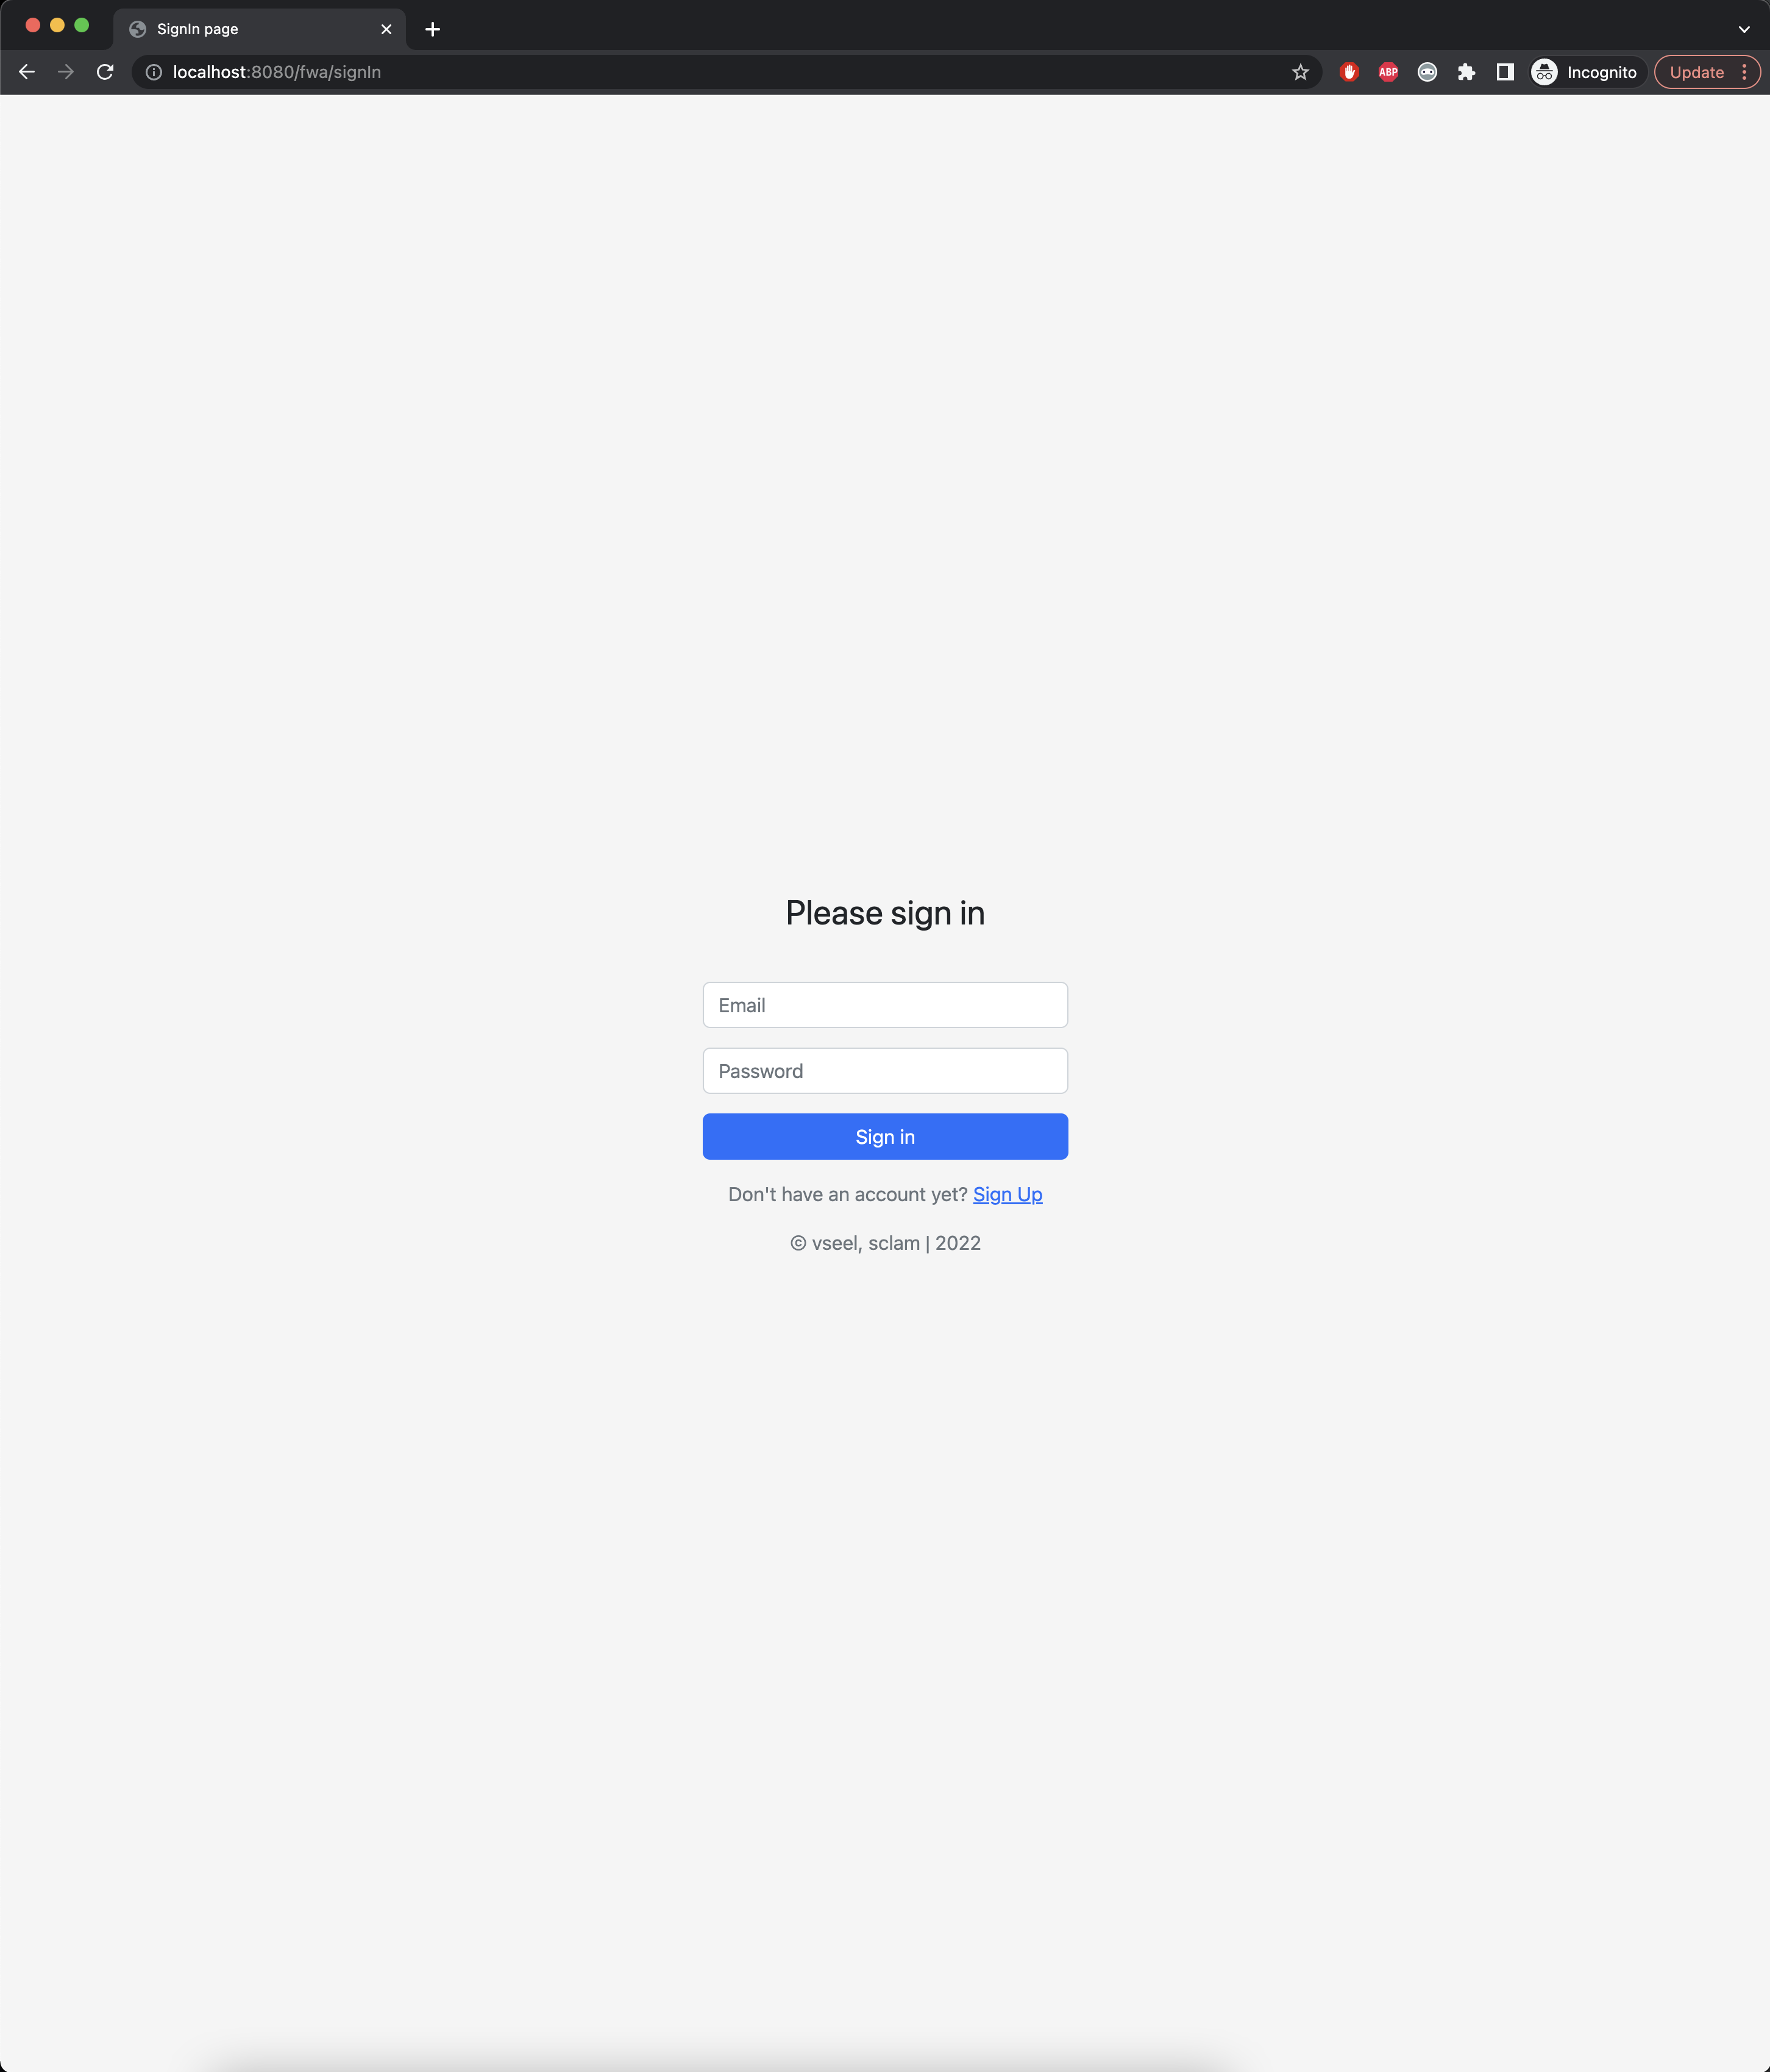 SignIn page
localhost:8080/fwa/signIn
ABP
Incognito
Update
Please sign in
Email
Password
Sign in
Don't have an account yet? Sign Up
© vseel, sclam | 2022